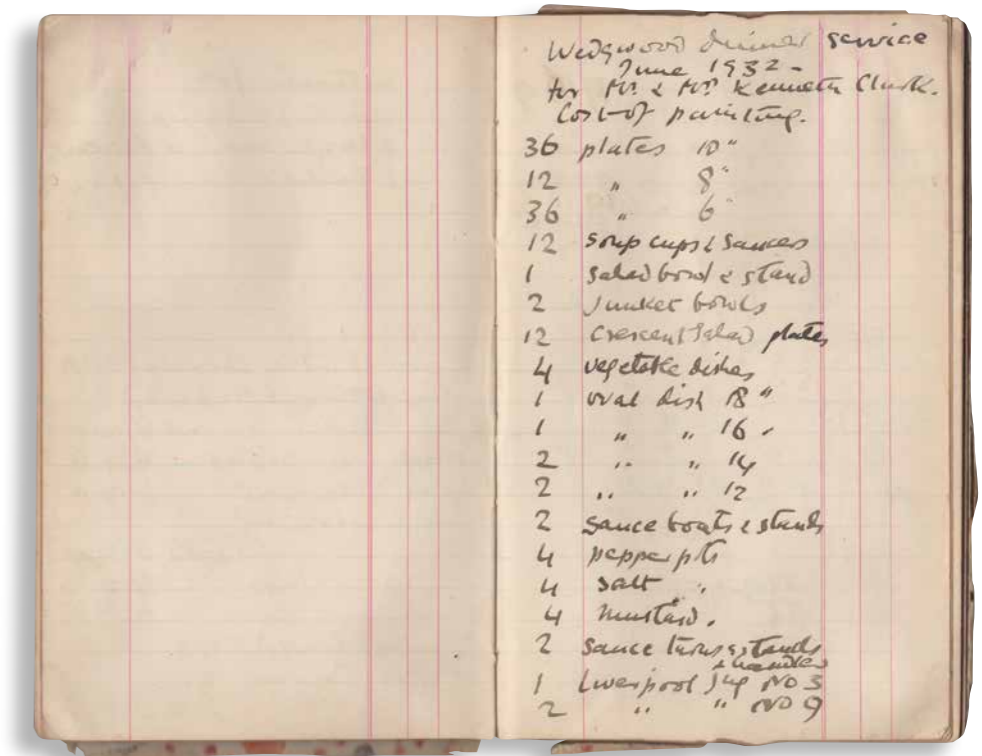 Wedgwood dinner service
June 1932 –
for Mr. & Mrs. Kenneth Clark.
Cost of painting.
36 plates 10"
12 " 8"
36 " 6"
12 soup cups & saucers
1 salad bowl & stand
2 Junket bowls
12 crescent salad plates
4 vegetable dishes
1 oval dish 18"
1 " " 16 "
2 " " 14
2 " " 12
2 sauce boats & stands
4 pepper pots
4 salt "
4 mustard "
2 sauce turns & stands
& handles
1 Liverpool Jug NO 3
2 " " NO 9